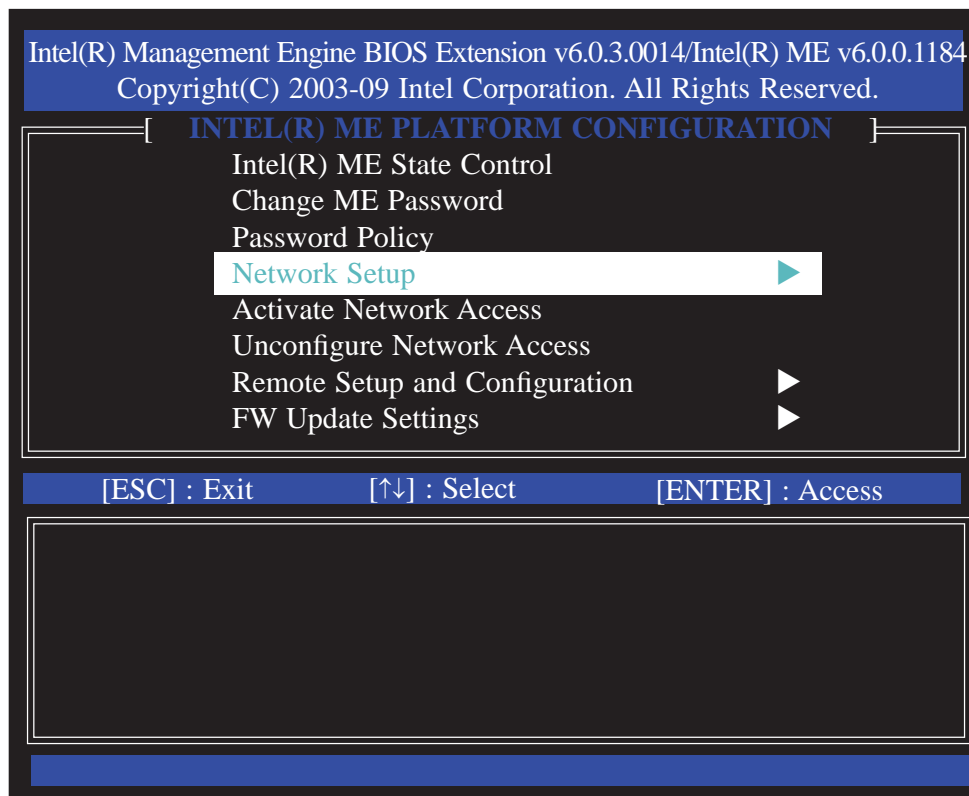 Intel(R) Management Engine BIOS Extension v6.0.3.0014/Intel(R) ME v6.0.0.1184
Copyright(C) 2003-09 Intel Corporation. All Rights Reserved.
[ INTEL(R) ME PLATFORM CONFIGURATION ]
Intel(R) ME State Control
Change ME Password
Password Policy
Network Setup ▶
Activate Network Access
Unconfigure Network Access
Remote Setup and Configuration ▶
FW Update Settings ▶
[ESC] : Exit [↑↓] : Select [ENTER] : Access